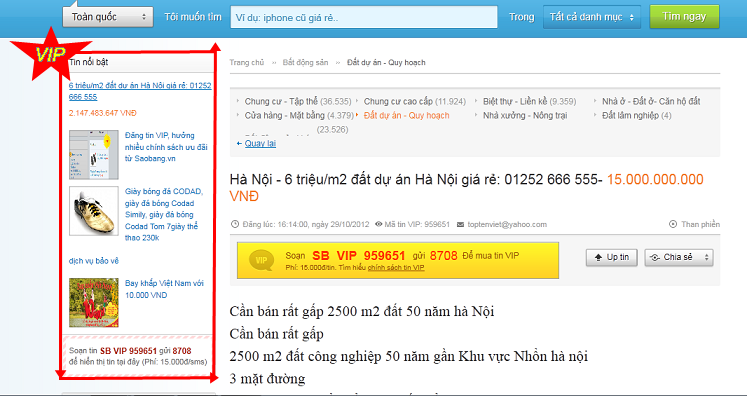 Toàn quốc
Tôi muốn tìm
Ví dụ: iphone cũ giá rẻ..
Trong
Tất cả danh mục
Tìm ngay
VIP
Tin nổi bật
6 triệu/m2 đất dự án Hà Nội giá rẻ: 01252
666 555
2.147.483.647 VNĐ
Đăng tin VIP, hưởng
nhiều chính sách ưu đãi
từ Saobang.vn
Giày bóng đá CODAD,
giày đá bóng Codad
Simily, giày đá bóng
Codad Tom 7giày thể
thao 230k
dịch vụ bảo vê
Bay khắp Việt Nam với
10.000 VND
Soạn tin SB VIP 959651 gửi 8708
để hiển thị tin tại đây (Phí: 15.000đ/sms)
Trang chủ ›› Bất động sản ›› Đất dự án - Quy hoạch
Chung cư - Tập thể (36.535)
Chung cư cao cấp (11.924)
Biệt thự - Liền kề (9.359)
Nhà ở - Đất ở- Căn hộ đất
Cửa hàng - Mặt bằng (4.379)
Đất dự án - Quy hoạch
Nhà xưởng - Nông trại
Đất lâm nghiệp (4)
(23.526)
Quay lại
Hà Nội - 6 triệu/m2 đất dự án Hà Nội giá rẻ: 01252 666 555- 15.000.000.000
VNĐ
Đăng lúc: 16:14:00, ngày 29/10/2012
Mã tin VIP: 959651
toptenviet@yahoo.com
Than phiền
VIP
Soạn SB VIP 959651 gửi 8708 Để mua tin VIP
Phí: 15.000đ/tin. Tìm hiểu chính sách tin VIP
Up tin
Chia sẻ
Cần bán rất gấp 2500 m2 đất 50 năm hà Nội
Cần bán rất gấp
2500 m2 đất công nghiệp 50 năm gần Khu vực Nhồn hà nội
3 mặt đường